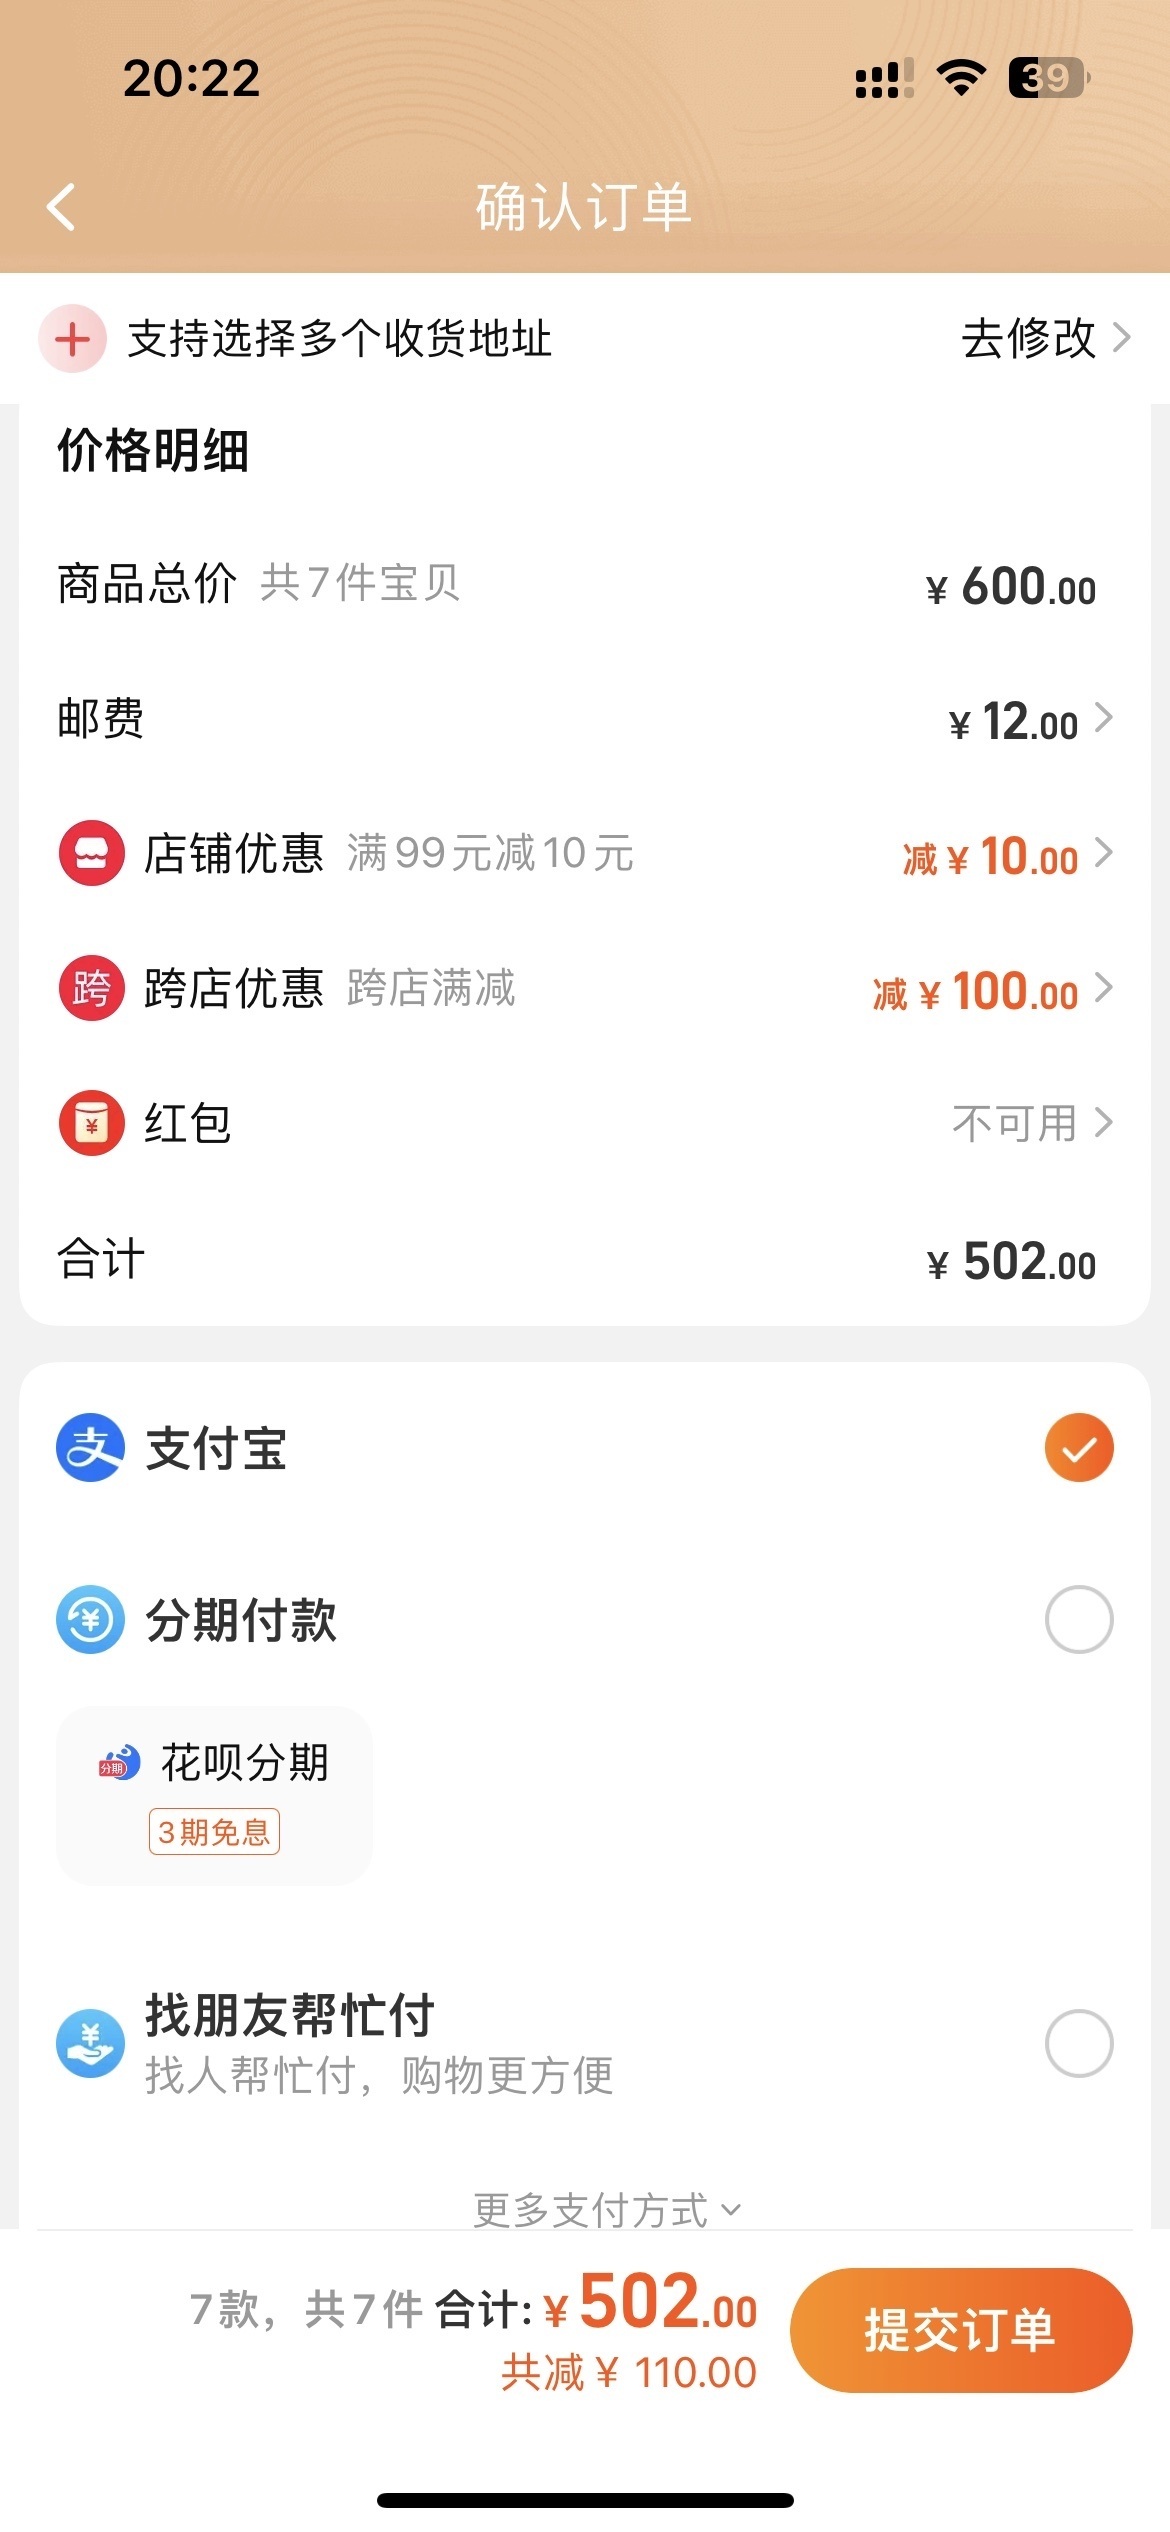 20:22
39
确认订单
支持选择多个收货地址 去修改
价格明细
商品总价 共7件宝贝 ¥ 600.00
邮费 ¥ 12.00
店铺优惠 满99元减10元 减 ¥ 10.00
跨 跨店优惠 跨店满减 减 ¥ 100.00
¥ 红包 不可用
合计 ¥ 502.00
支 支付宝
¥ 分期付款
分期 花呗分期
3期免息
¥ 找朋友帮忙付
找人帮忙付，购物更方便
更多支付方式
7款，共7件 合计: ¥ 502.00
共减 ¥ 110.00
提交订单